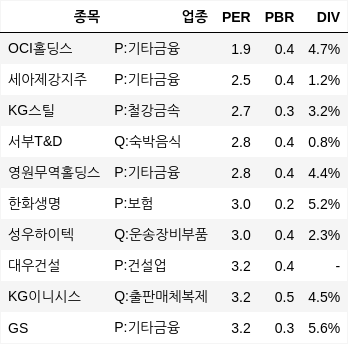 종목 업종 PER PBR DIV
OCI홀딩스 P:기타금융 1.9 0.4 4.7%
세아제강지주 P:기타금융 2.5 0.4 1.2%
KG스틸 P:철강금속 2.7 0.3 3.2%
서부T&D Q:숙박음식 2.8 0.4 0.8%
영원무역홀딩스 P:기타금융 2.8 0.4 4.4%
한화생명 P:보험 3.0 0.2 5.2%
성우하이텍 Q:운송장비부품 3.0 0.4 2.3%
대우건설 P:건설업 3.2 0.4 -
KG이니시스 Q:출판매체복제 3.2 0.5 4.5%
GS P:기타금융 3.2 0.3 5.6%